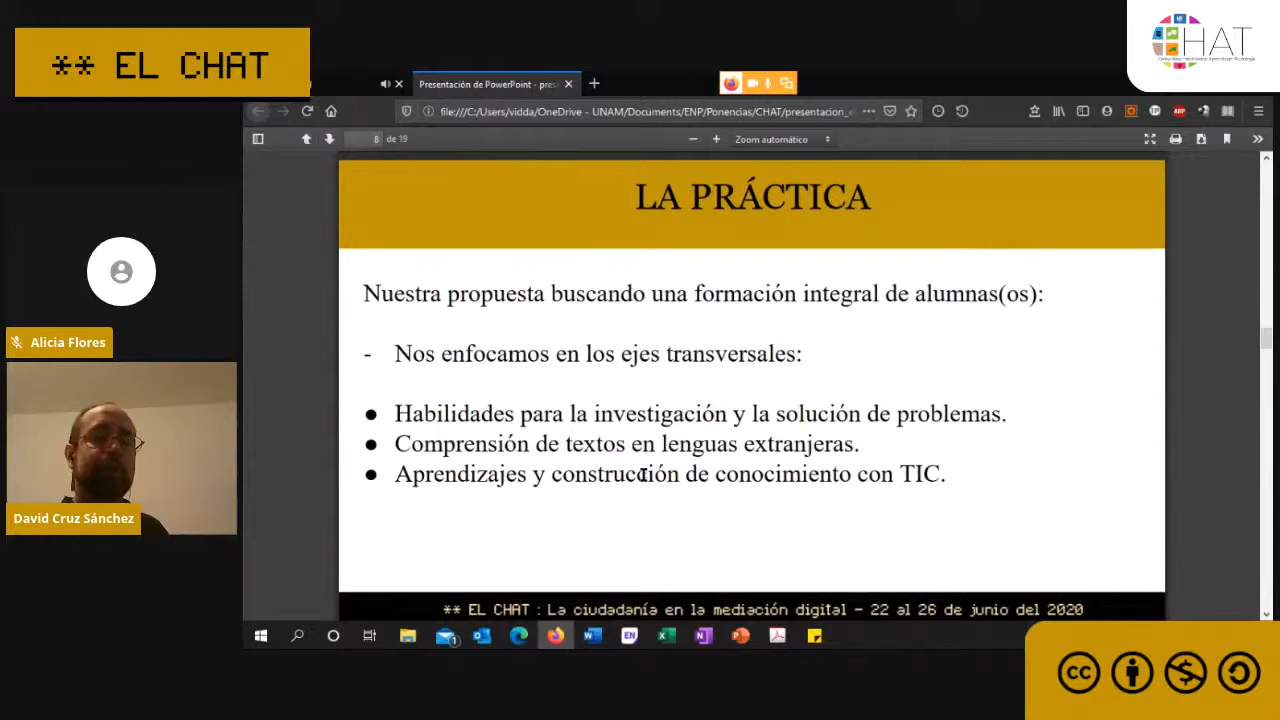 ** EL CHAT
HAT
Presentación de PowerPoint - pres
file:///C:/Users/vidda/OneDrive - UNAM/Documents/ENP/Ponencias/CHAT/presentacion_e
8 de 19
Zoom automático
LA PRÁCTICA
Nuestra propuesta buscando una formación integral de alumnas(os):
- Nos enfocamos en los ejes transversales:
● Habilidades para la investigación y la solución de problemas.
● Comprensión de textos en lenguas extranjeras.
● Aprendizajes y construcción de conocimiento con TIC.
Alicia Flores
David Cruz Sánchez
** EL CHAT : La ciudadanía en la mediación digital – 22 al 26 de junio del 2020
EN
cc